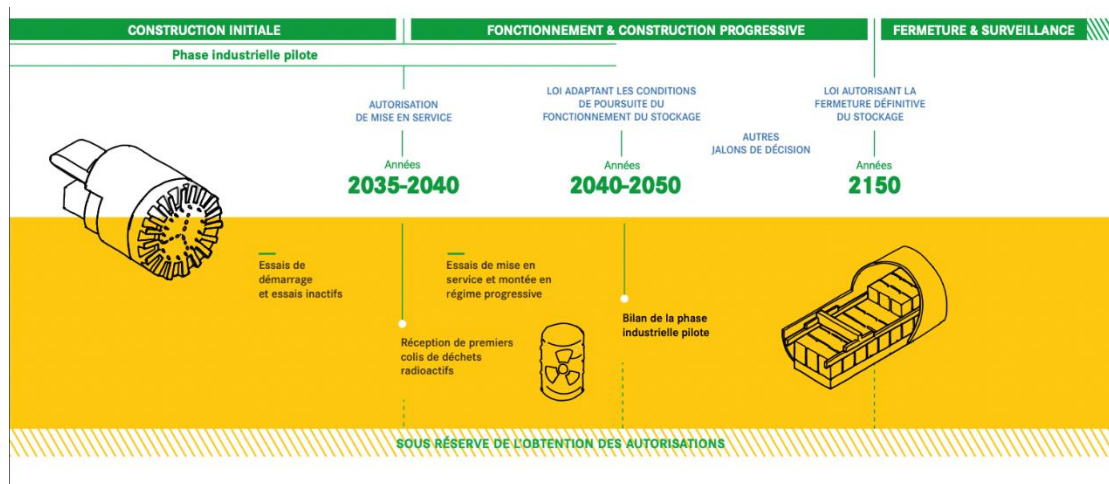 CONSTRUCTION INITIALE
FONCTIONNEMENT & CONSTRUCTION PROGRESSIVE
FERMETURE & SURVEILLANCE
Phase industrielle pilote
AUTORISATION
DE MISE EN SERVICE
Années
2035-2040
LOI ADAPTANT LES CONDITIONS
DE POURSUITE DU
FONCTIONNEMENT DU STOCKAGE
Années
2040-2050
AUTRES
JALONS DE DÉCISION
LOI AUTORISANT LA
FERMETURE DÉFINITIVE
DU STOCKAGE
Années
2150
Essais de
démarrage
et essais inactifs
Réception de premiers
colis de déchets
radioactifs
Essais de mise en
service et montée en
régime progressive
Bilan de la phase
industrielle pilote
SOUS RÉSERVE DE L'OBTENTION DES AUTORISATIONS